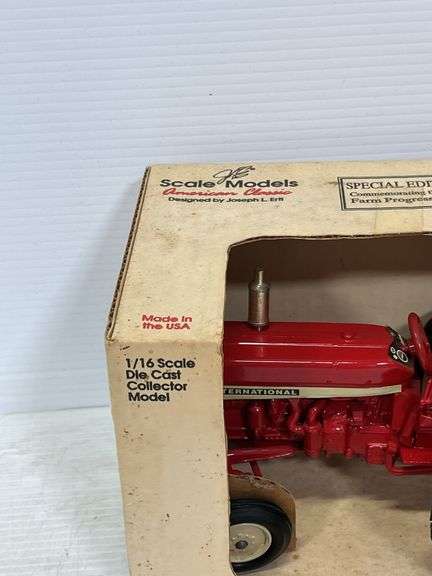 Scale Models
American Classic
Designed by Joseph L. Ertl
SPECIAL EDI
Commemorating
Farm Progress
Made in
the USA
1/16 Scale
Die Cast
Collector
Model
TERNATIONAL